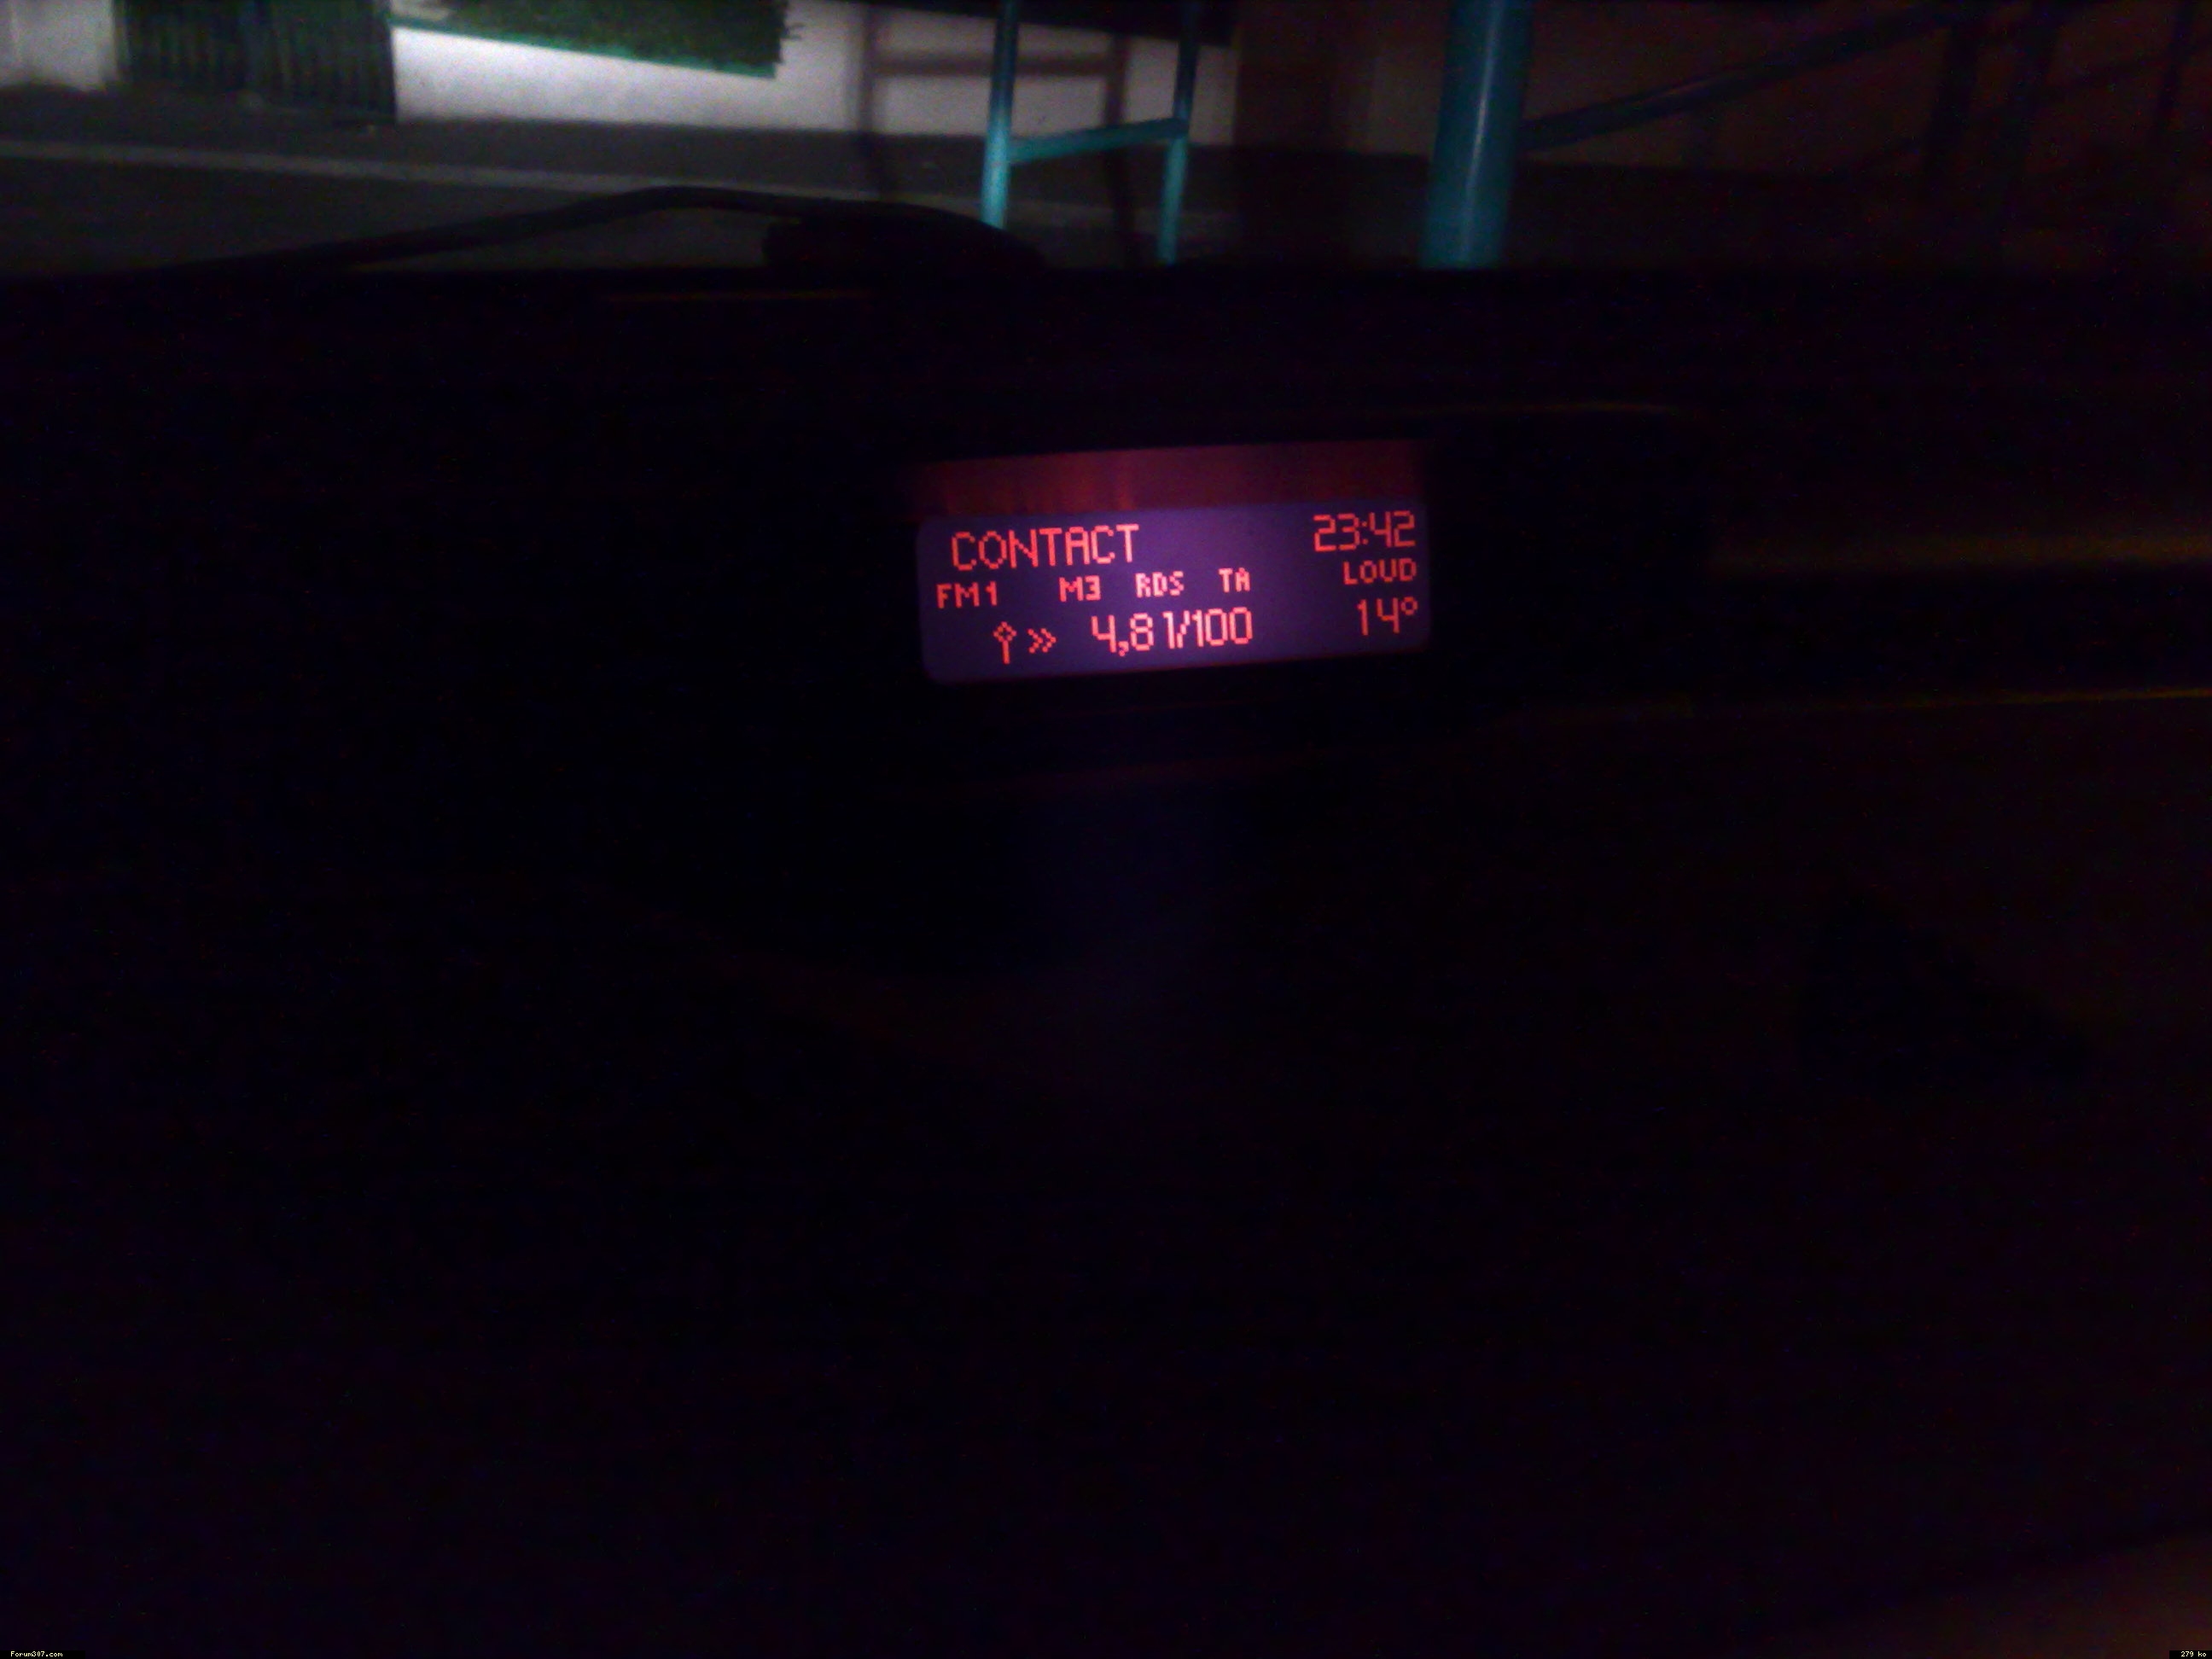 CONTACT 23:42
FM1 M3 RDS TA LOUD
» 4,8 l/100 14°
Forum307.com
279 ko